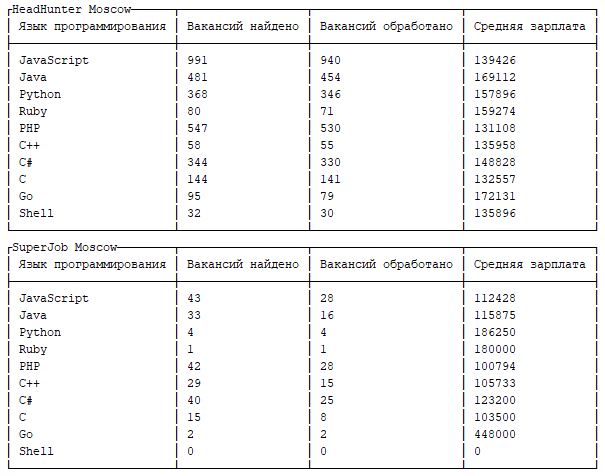 HeadHunter Moscow
Язык программирования Вакансий найдено Вакансий обработано Средняя зарплата
JavaScript 991 940 139426
Java 481 454 169112
Python 368 346 157896
Ruby 80 71 159274
PHP 547 530 131108
C++ 58 55 135958
C# 344 330 148828
C 144 141 132557
Go 95 79 172131
Shell 32 30 135896
SuperJob Moscow
Язык программирования Вакансий найдено Вакансий обработано Средняя зарплата
JavaScript 43 28 112428
Java 33 16 115875
Python 4 4 186250
Ruby 1 1 180000
PHP 42 28 100794
C++ 29 15 105733
C# 40 25 123200
C 15 8 103500
Go 2 2 448000
Shell 0 0 0